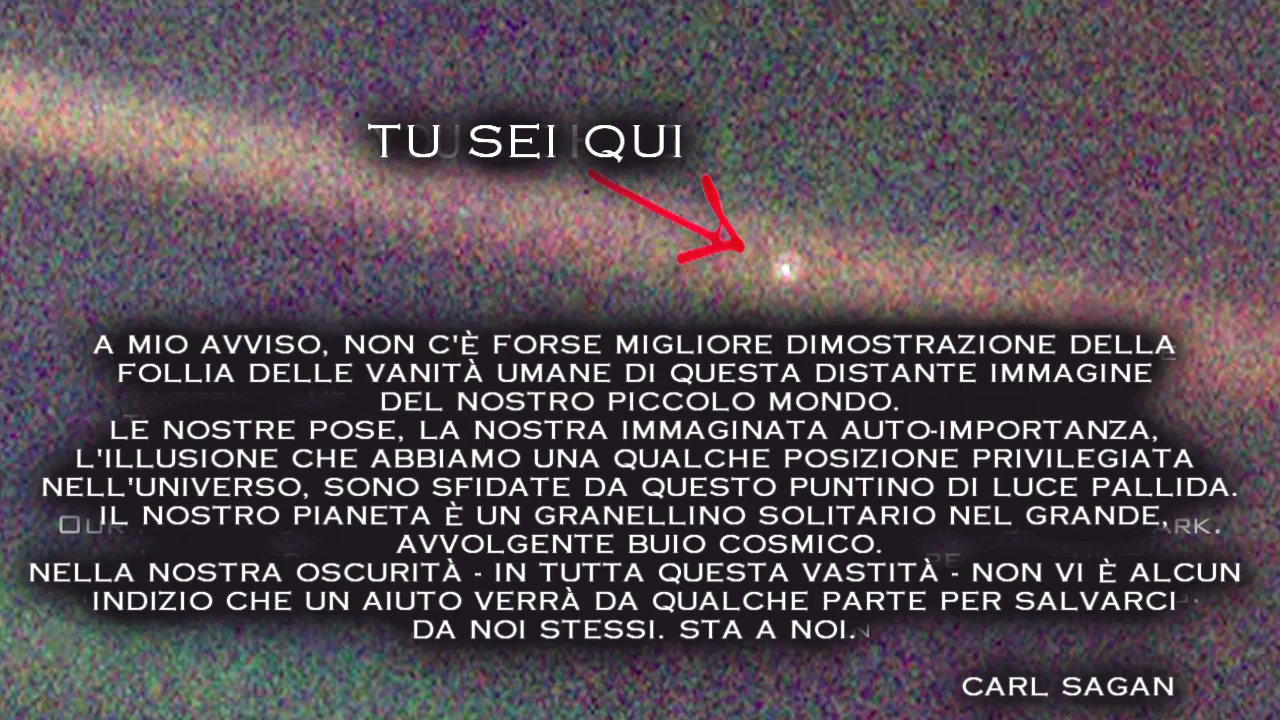 TU SEI QUI
A MIO AVVISO, NON C'È FORSE MIGLIORE DIMOSTRAZIONE DELLA
FOLLIA DELLE VANITÀ UMANE DI QUESTA DISTANTE IMMAGINE
DEL NOSTRO PICCOLO MONDO.
LE NOSTRE POSE, LA NOSTRA IMMAGINATA AUTO-IMPORTANZA,
L'ILLUSIONE CHE ABBIAMO UNA QUALCHE POSIZIONE PRIVILEGIATA
NELL'UNIVERSO, SONO SFIDATE DA QUESTO PUNTINO DI LUCE PALLIDA.
OUR IL NOSTRO PIANETA È UN GRANELLINO SOLITARIO NEL GRANDE, ARK.
AVVOLGENTE BUIO COSMICO.
NELLA NOSTRA OSCURITÀ - IN TUTTA QUESTA VASTITÀ - NON VI È ALCUN
INDIZIO CHE UN AIUTO VERRÀ DA QUALCHE PARTE PER SALVARCI
DA NOI STESSI. STA A NOI.
CARL SAGAN